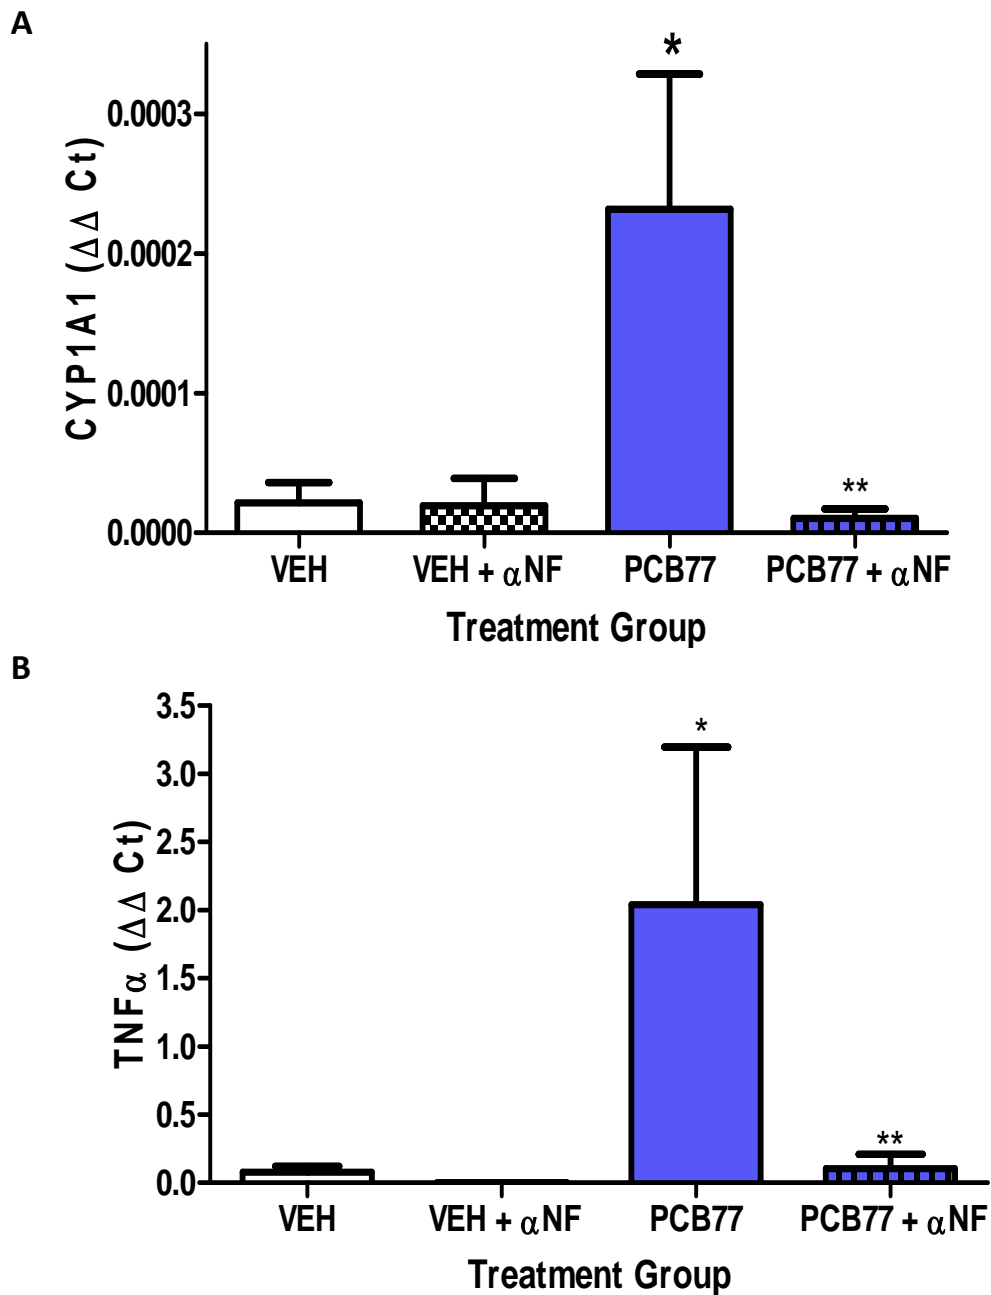 A
*
0.0003
0.0002
0.0001
0.0000
CYP1A1 (ΔΔ Ct)
**
VEH
VEH + αNF
PCB77
PCB77 + αNF
Treatment Group
B
3.5
3.0
2.5
2.0
1.5
1.0
0.5
0.0
TNFα (ΔΔ Ct)
*
**
VEH
VEH + αNF
PCB77
PCB77 + αNF
Treatment Group